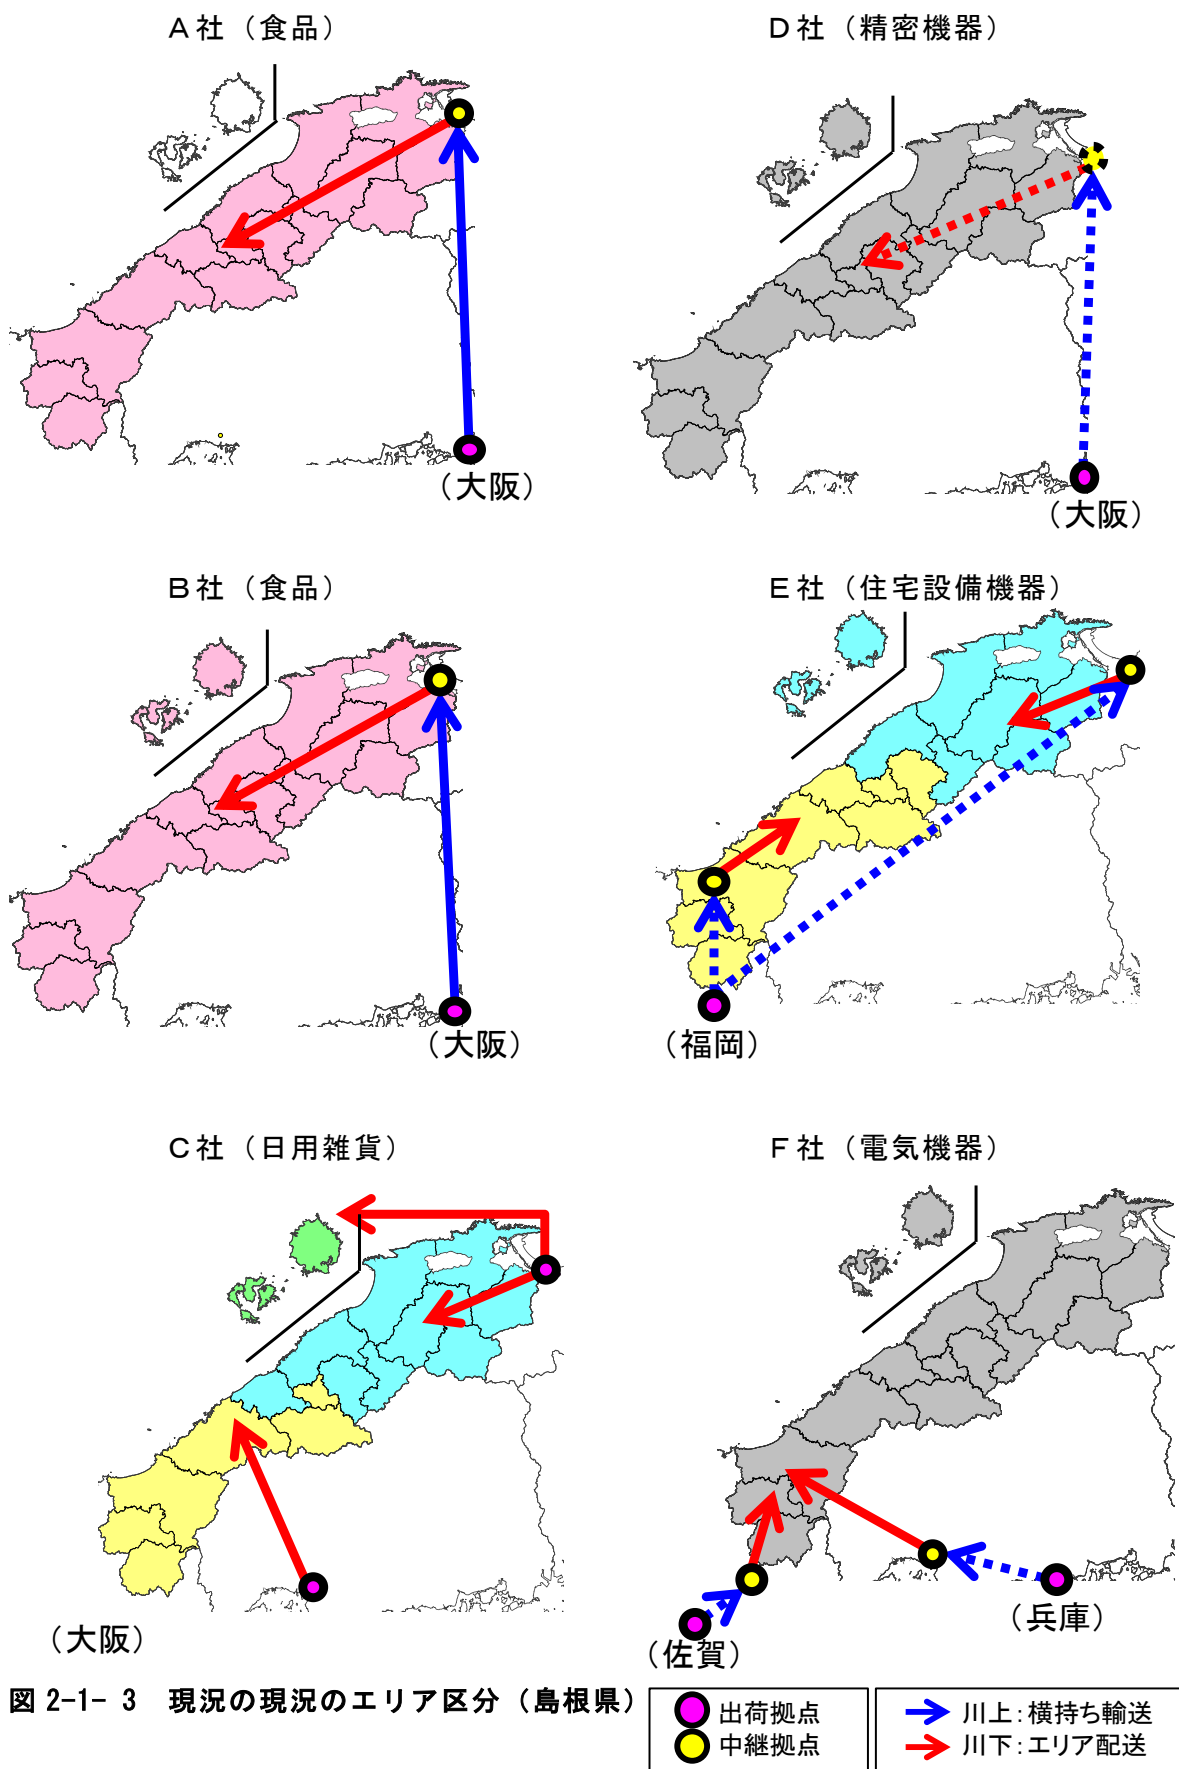 A社（食品）
（大阪）
D社（精密機器）
（大阪）
B社（食品）
（大阪）
E社（住宅設備機器）
（福岡）
C社（日用雑貨）
（大阪）
F社（電気機器）
（兵庫）
（佐賀）
図 2-1- 3　現況の現況のエリア区分（島根県）
出荷拠点
中継拠点
川上：横持ち輸送
川下：エリア配送